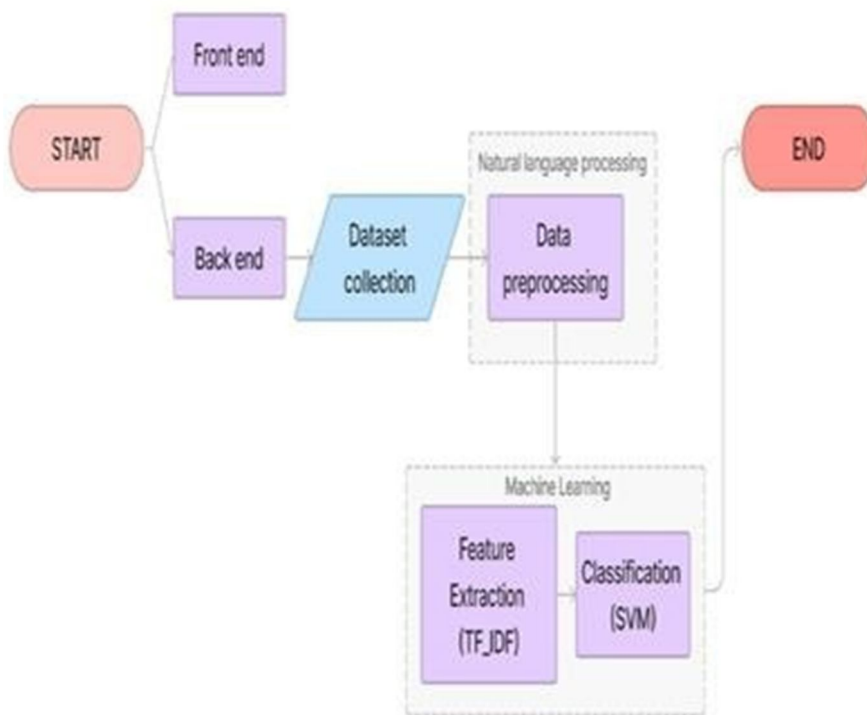 Front end
START
END
Natural language processing
Back end
Dataset
collection
Data
preprocessing
Machine Learning
Feature
Extraction
(TF_IDF)
Classification
(SVM)